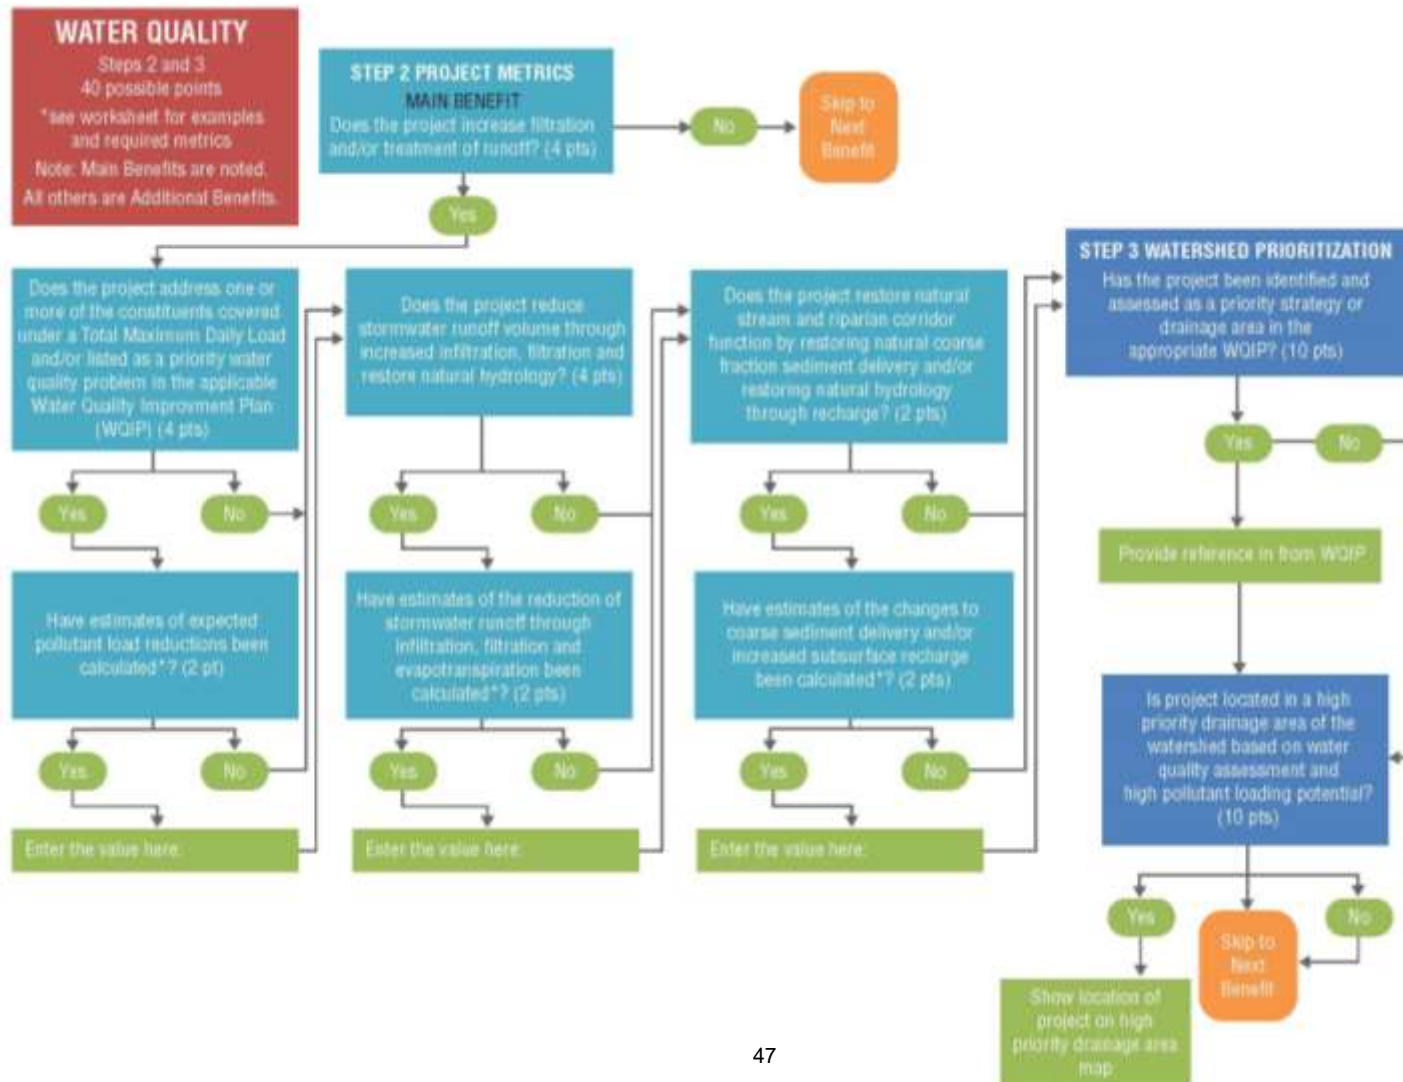 WATER QUALITY
Steps 2 and 3
40 possible points
*see worksheet for examples
and required metrics
Note: Main Benefits are noted.
All others are Additional Benefits.
STEP 2 PROJECT METRICS
MAIN BENEFIT
Does the project increase filtration
and/or treatment of runoff? (4 pts)
No
Skip to
Next
Benefit
Yes
Does the project address one or
more of the constituents covered
under a Total Maximum Daily Load
and/or listed as a priority water
quality problem in the applicable
Water Quality Improvment Plan
(WQIP) (4 pts)
Yes
No
Have estimates of expected
pollutant load reductions been
calculated*? (2 pt)
Yes
No
Enter the value here:
Does the project reduce
stormwater runoff volume through
increased infiltration, filtration and
restore natural hydrology? (4 pts)
Yes
No
Have estimates of the reduction of
stormwater runoff through
infiltration, filtration and
evapotranspiration been
calculated*? (2 pts)
Yes
No
Enter the value here:
Does the project restore natural
stream and riparian corridor
function by restoring natural coarse
fraction sediment delivery and/or
restoring natural hydrology
through recharge? (2 pts)
Yes
No
Have estimates of the changes to
coarse sediment delivery and/or
increased subsurface recharge
been calculated*? (2 pts)
Yes
No
Enter the value here:
STEP 3 WATERSHED PRIORITIZATION
Has the project been identified and
assessed as a priority strategy or
drainage area in the
appropriate WQIP? (10 pts)
Yes
No
Provide reference in from WQIP
Is project located in a high
priority drainage area of the
watershed based on water
quality assessment and
high pollutant loading potential?
(10 pts)
Yes
Skip to
Next
Benefit
No
Show location of
project on high
priority drainage area
map
47